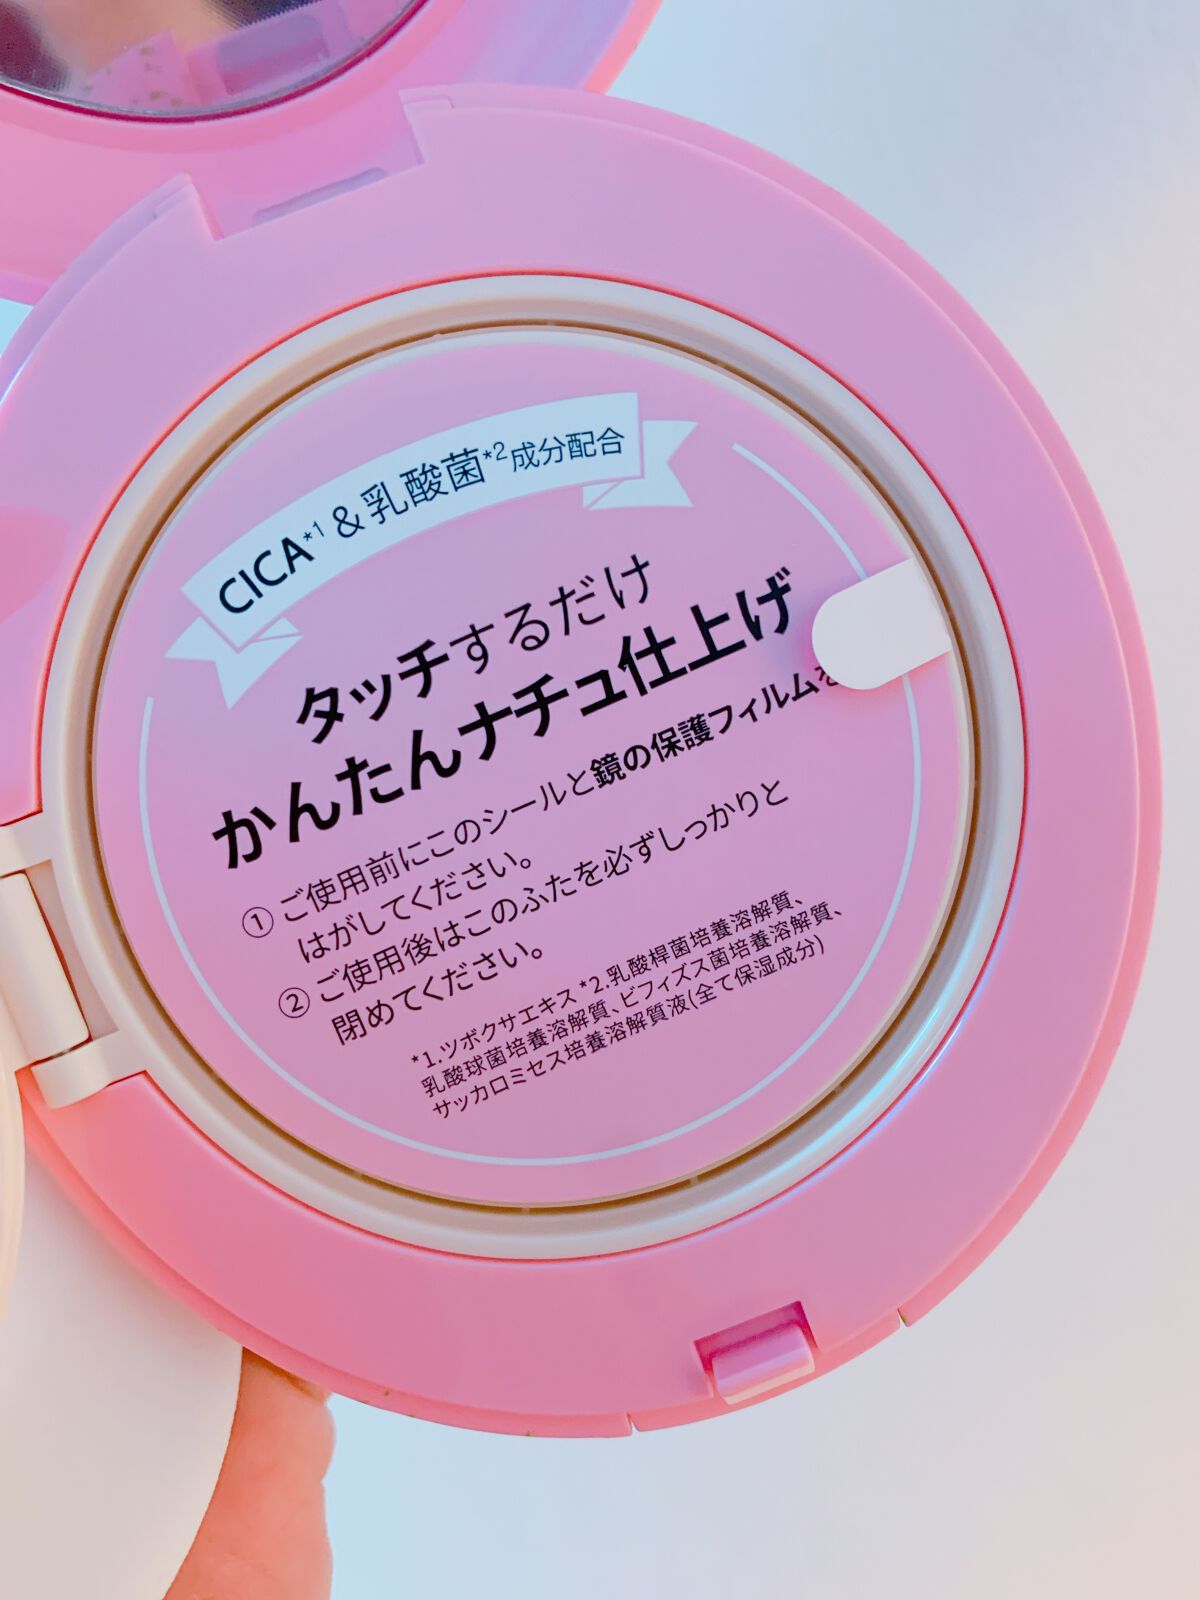 CICA*1&乳酸菌*2成分配合
タッチするだけ
かんたんナチュ仕上げ
① ご使用前にこのシールと鏡の保護フィルムを
はがしてください。
② ご使用後はこのふたを必ずしっかりと
閉めてください。
*1.ツボクサエキス *2.乳酸桿菌培養溶解質、
乳酸球菌培養溶解質、ビフィズス菌培養溶解質、
サッカロミセス培養溶解質液(全て保湿成分)